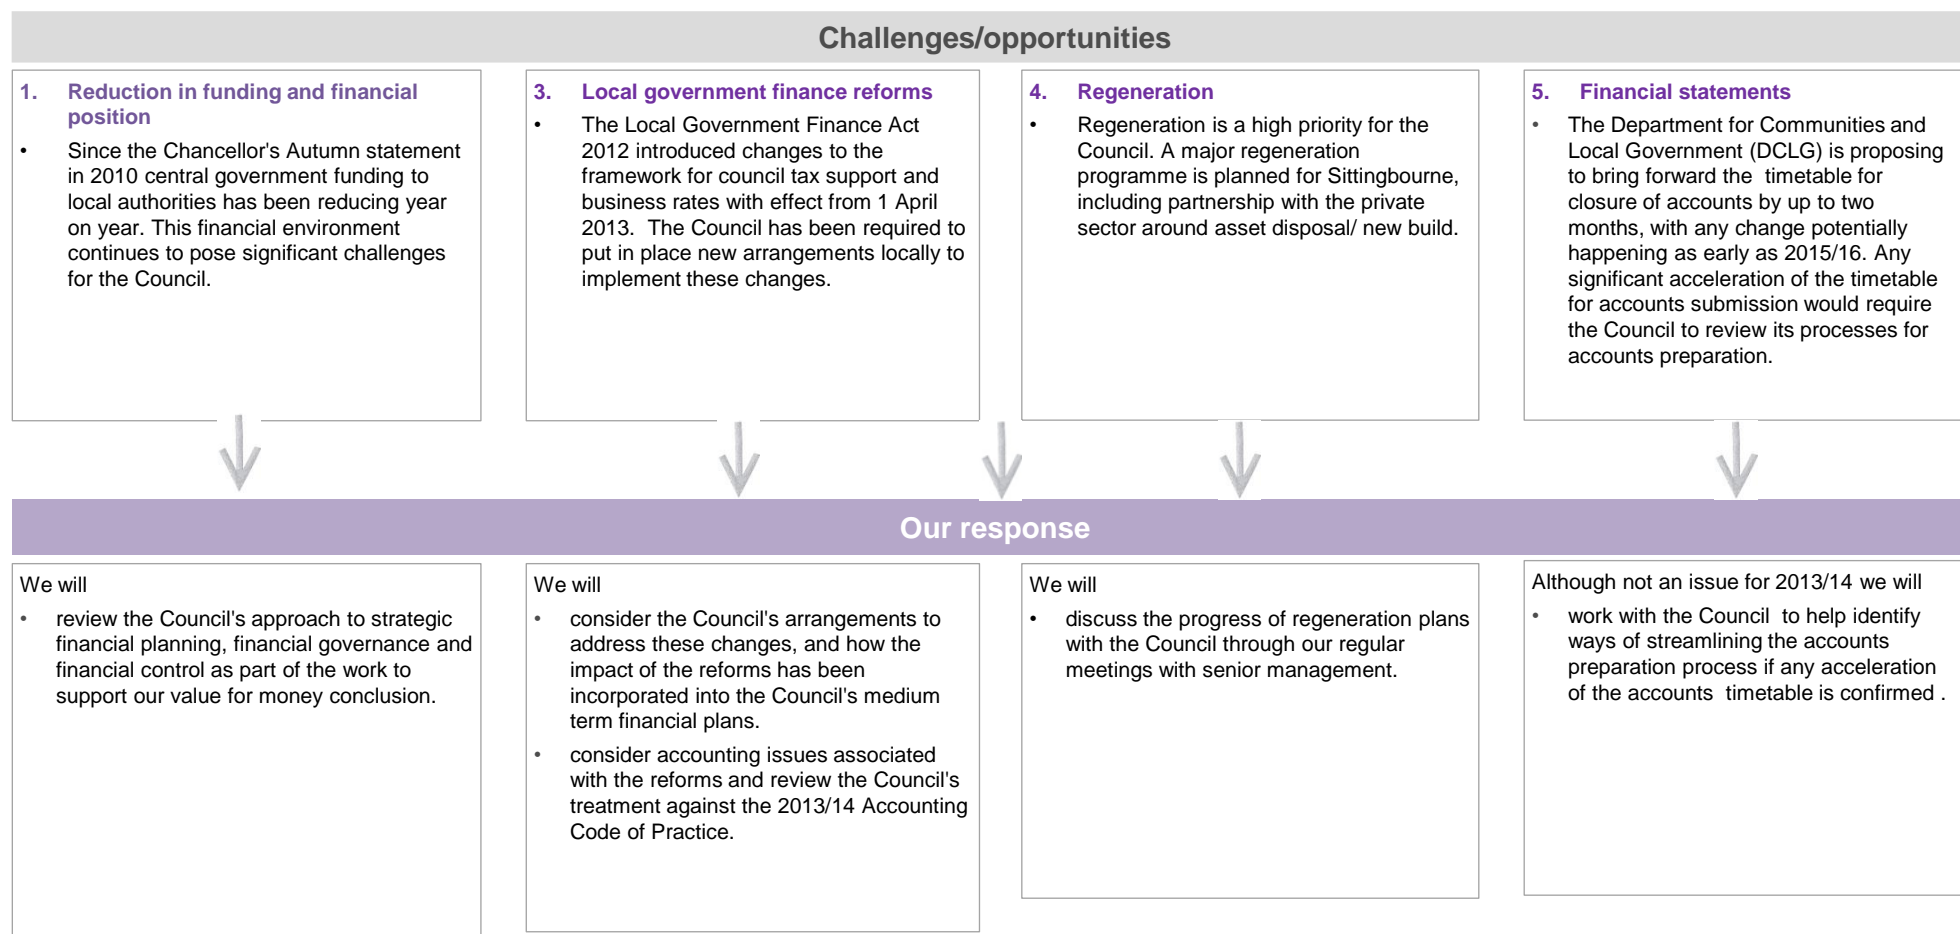 Challenges/opportunities
1. Reduction in funding and financial
position
• Since the Chancellor's Autumn statement
in 2010 central government funding to
local authorities has been reducing year
on year. This financial environment
continues to pose significant challenges
for the Council.
3. Local government finance reforms
• The Local Government Finance Act
2012 introduced changes to the
framework for council tax support and
business rates with effect from 1 April
2013. The Council has been required to
put in place new arrangements locally to
implement these changes.
4. Regeneration
• Regeneration is a high priority for the
Council. A major regeneration
programme is planned for Sittingbourne,
including partnership with the private
sector around asset disposal/ new build.
5. Financial statements
• The Department for Communities and
Local Government (DCLG) is proposing
to bring forward the timetable for
closure of accounts by up to two
months, with any change potentially
happening as early as 2015/16. Any
significant acceleration of the timetable
for accounts submission would require
the Council to review its processes for
accounts preparation.
Our response
We will
• review the Council's approach to strategic
financial planning, financial governance and
financial control as part of the work to
support our value for money conclusion.
We will
• consider the Council's arrangements to
address these changes, and how the
impact of the reforms has been
incorporated into the Council's medium
term financial plans.
• consider accounting issues associated
with the reforms and review the Council's
treatment against the 2013/14 Accounting
Code of Practice.
We will
• discuss the progress of regeneration plans
with the Council through our regular
meetings with senior management.
Although not an issue for 2013/14 we will
• work with the Council to help identify
ways of streamlining the accounts
preparation process if any acceleration
of the accounts timetable is confirmed .